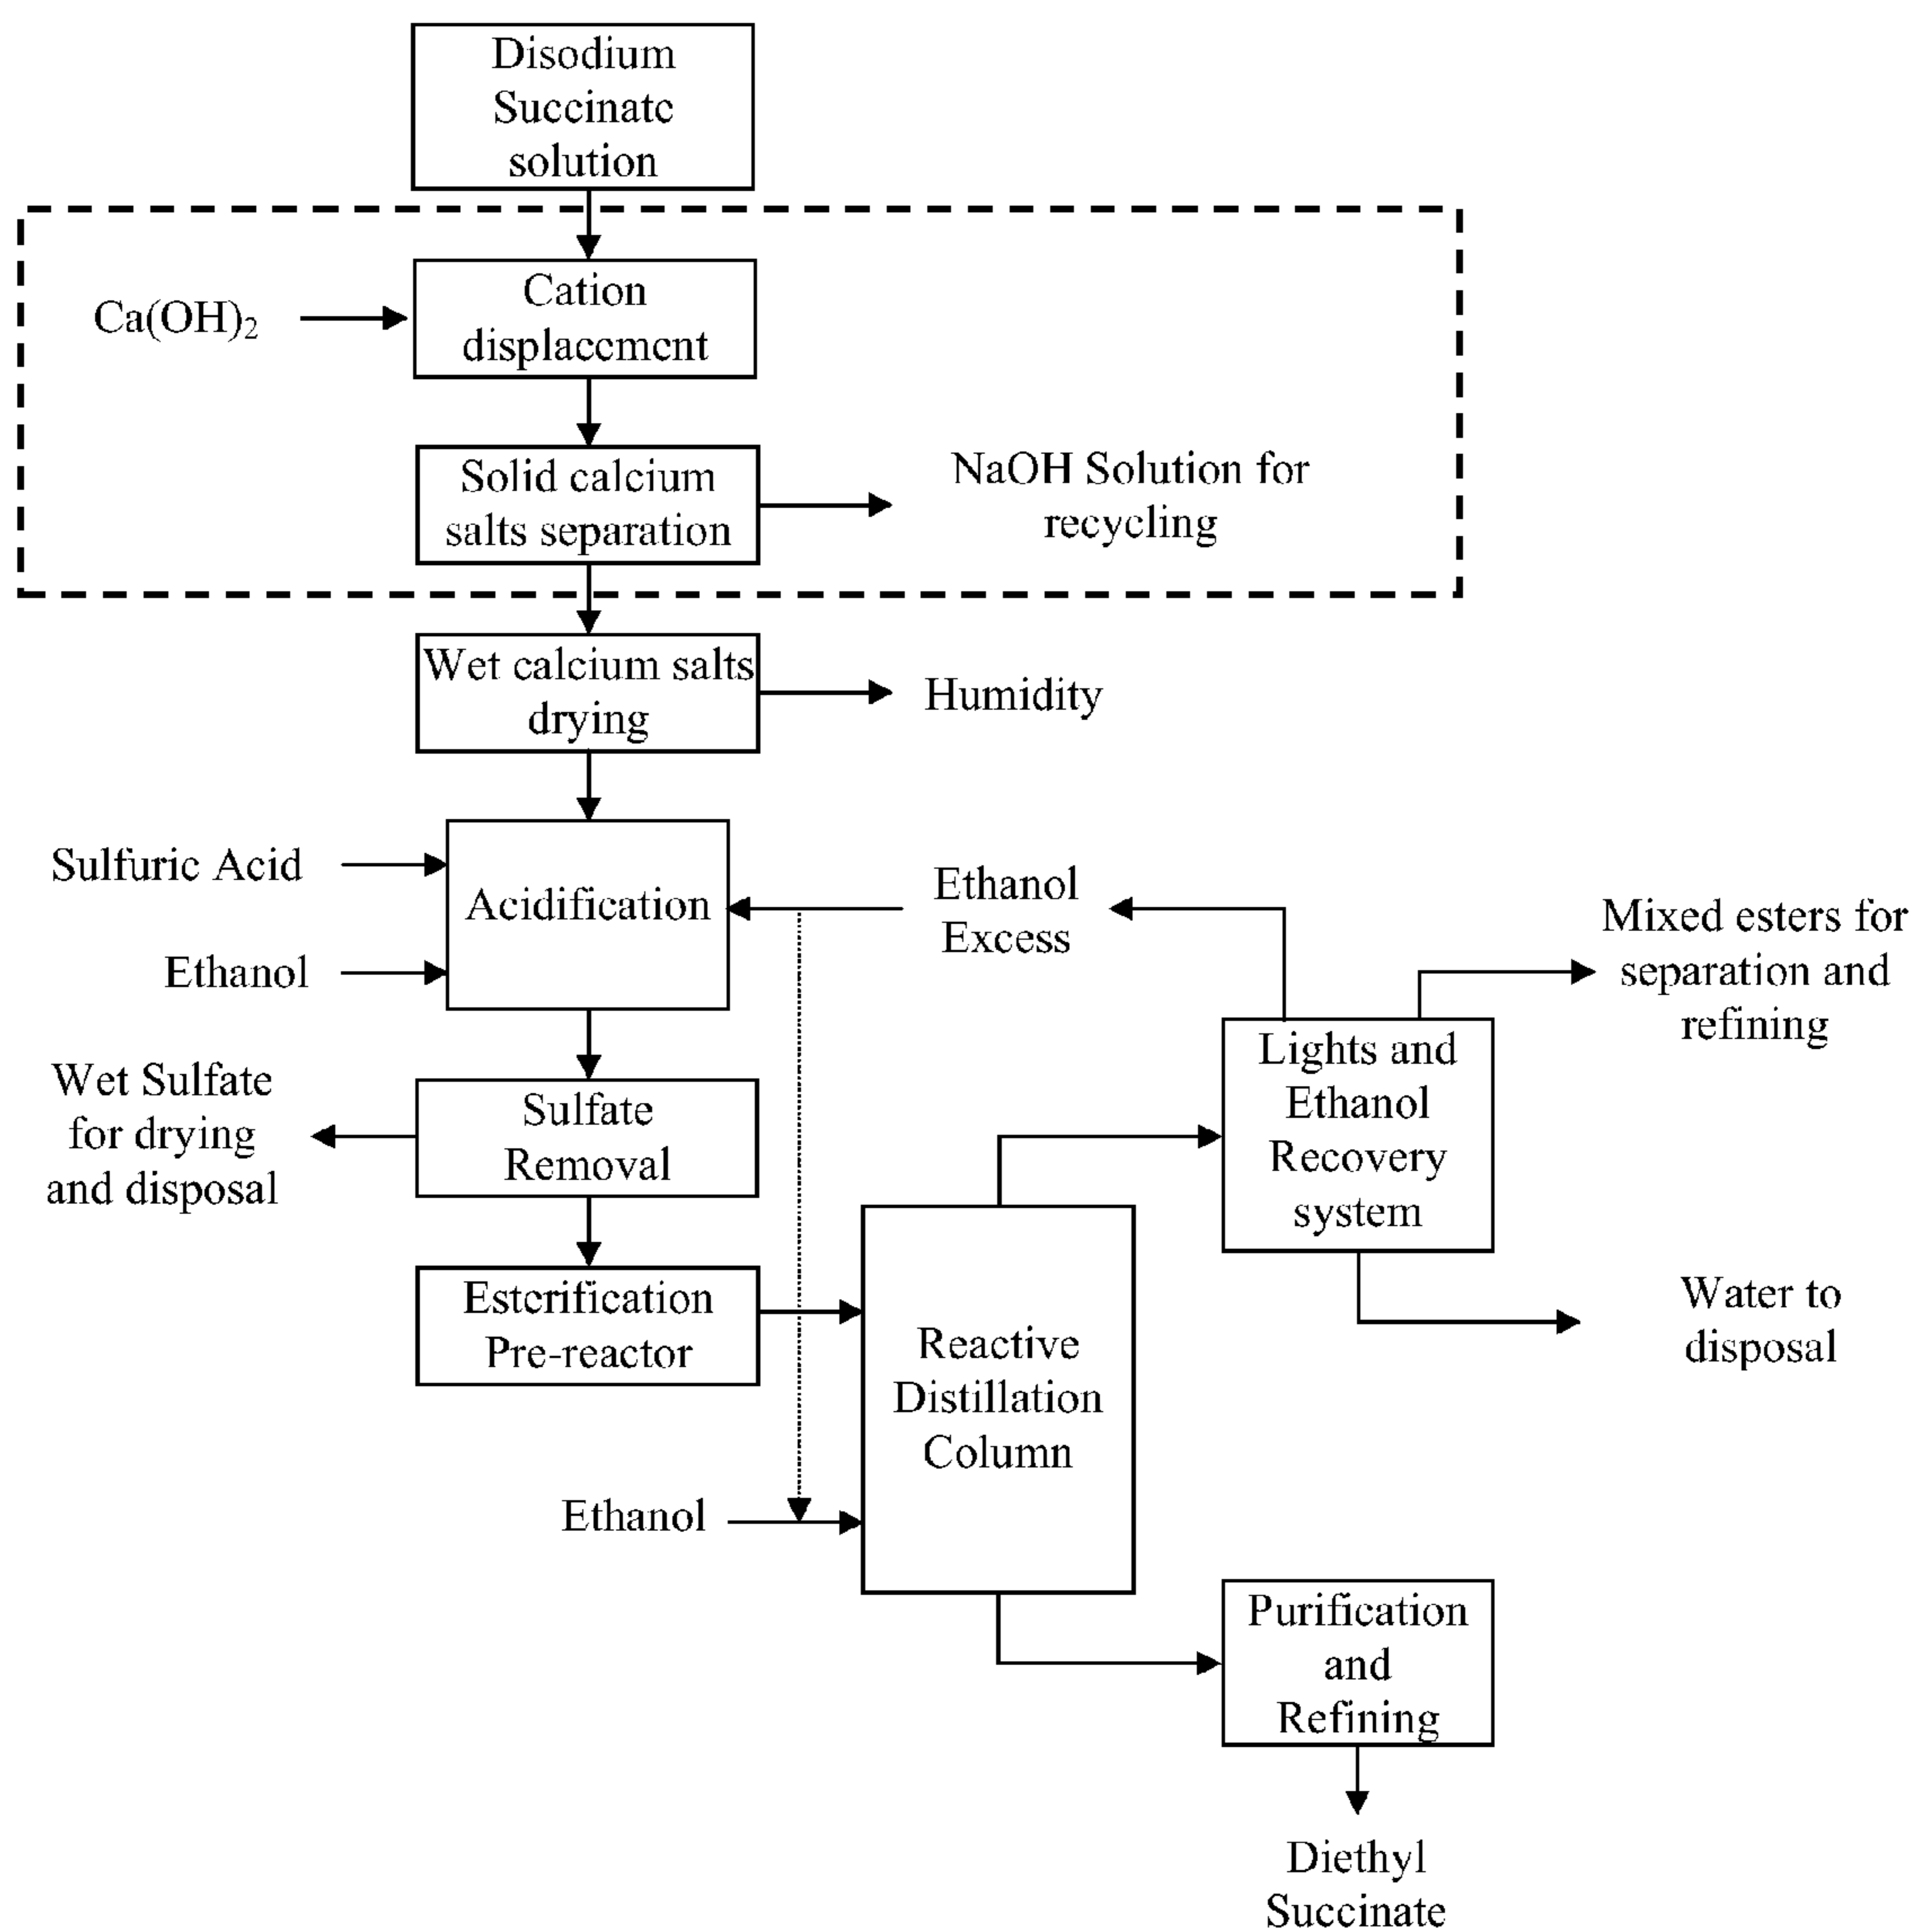 Disodium
Succinate
solution
Ca(OH)₂
Cation
displacement
Solid calcium
salts separation
NaOH Solution for
recycling
Wet calcium salts
drying
Humidity
Sulfuric Acid
Ethanol
Acidification
Ethanol
Excess
Mixed esters for
separation and
refining
Wet Sulfate
for drying
and disposal
Sulfate
Removal
Lights and
Ethanol
Recovery
system
Esterification
Pre-reactor
Reactive
Distillation
Column
Water to
disposal
Ethanol
Purification
and
Refining
Diethyl
Succinate